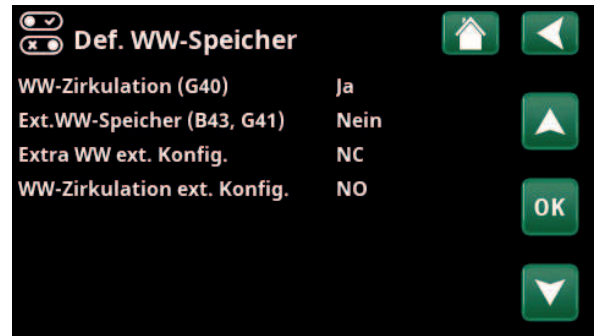 Def. WW-Speicher
WW-Zirkulation (G40) Ja
Ext.WW-Speicher (B43, G41) Nein
Extra WW ext. Konfig. NC
WW-Zirkulation ext. Konfig. NO
OK